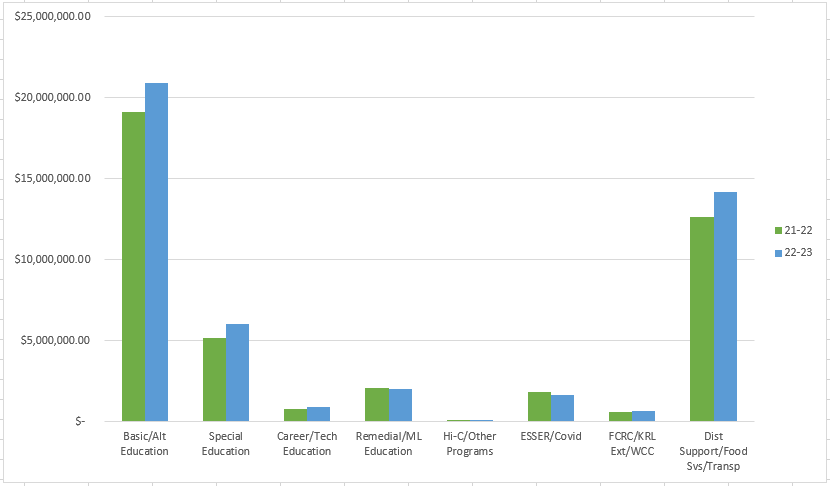 $25,000,000.00
$20,000,000.00
$15,000,000.00
$10,000,000.00
$5,000,000.00
$-
Basic/Alt
Education
Special
Education
Career/Tech
Education
Remedial/ML
Education
Hi-C/Other
Programs
ESSER/Covid
FCRC/KRL
Ext/WCC
Dist
Support/Food
Svs/Transp
21-22
22-23